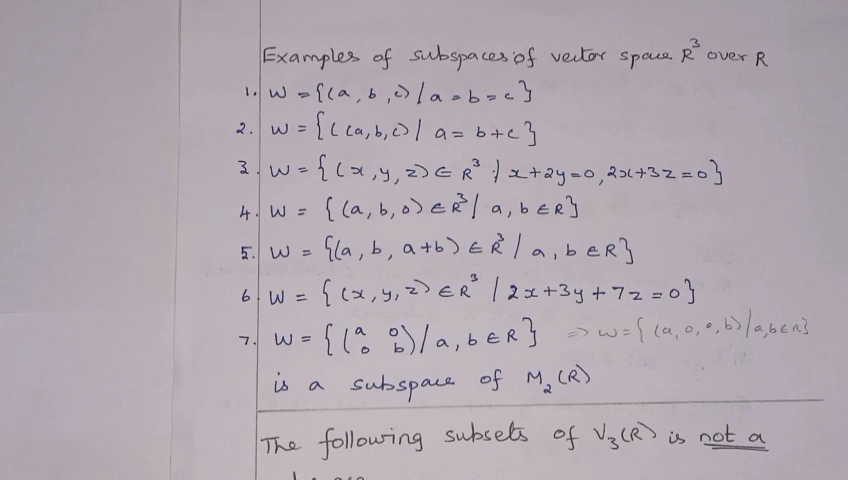 Examples of subspaces of vector space R³ over R
1. W = {(a, b, c) / a = b = c}
2. W = {((a, b, c) / a = b + c}
3. W = {(x, y, z) ∈ R³ / x + 2y = 0, 2x + 3z = 0}
4. W = {(a, b, 0) ∈ R³ / a, b ∈ R}
5. W = {(a, b, a+b) ∈ R³ / a, b ∈ R}
6. W = {(x, y, z) ∈ R³ / 2x + 3y + 7z = 0}
7. W = {(a 0 0 b) / a, b ∈ R} => W = {(a, 0, 0, b) / a, b ∈ R}
is a subspace of M₂(R)
The following subsets of V₃(R) is not a